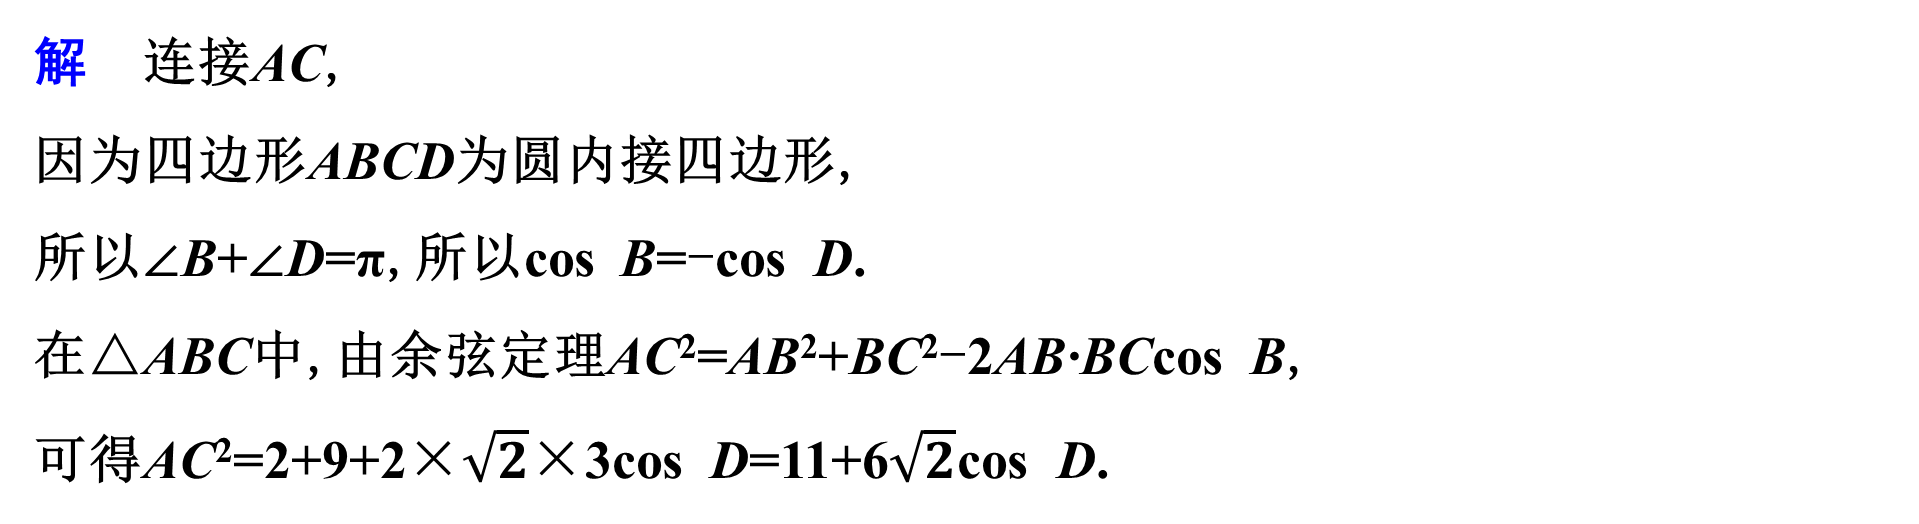 解 连接AC,
因为四边形ABCD为圆内接四边形,
所以∠B+∠D=π, 所以cos B=−cos D.
在△ABC中, 由余弦定理AC²=AB²+BC²−2AB·BCcos B,
可得AC²=2+9+2×√2×3cos D=11+6√2cos D.